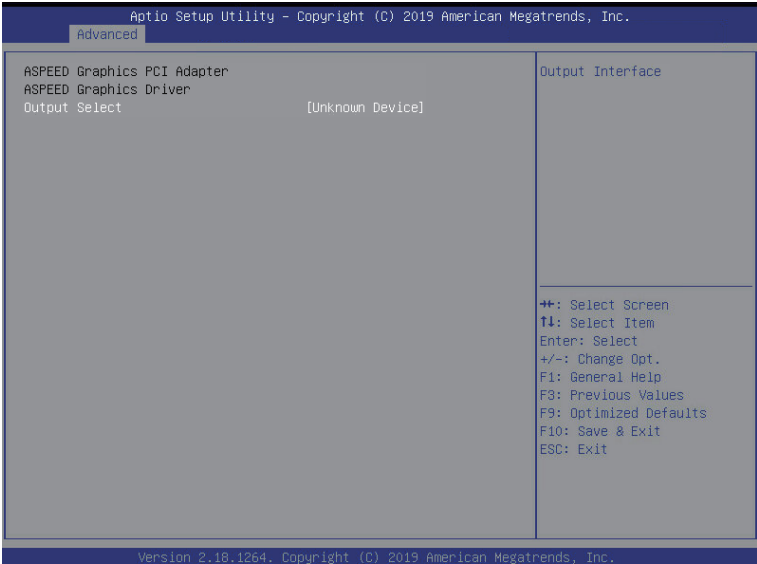 Aptio Setup Utility – Copyright (C) 2019 American Megatrends, Inc.
Advanced
ASPEED Graphics PCI Adapter
ASPEED Graphics Driver
Output Select [Unknown Device]
Output Interface
→←: Select Screen
↑↓: Select Item
Enter: Select
+/-: Change Opt.
F1: General Help
F3: Previous Values
F9: Optimized Defaults
F10: Save & Exit
ESC: Exit
Version 2.18.1264. Copyright (C) 2019 American Megatrends, Inc.